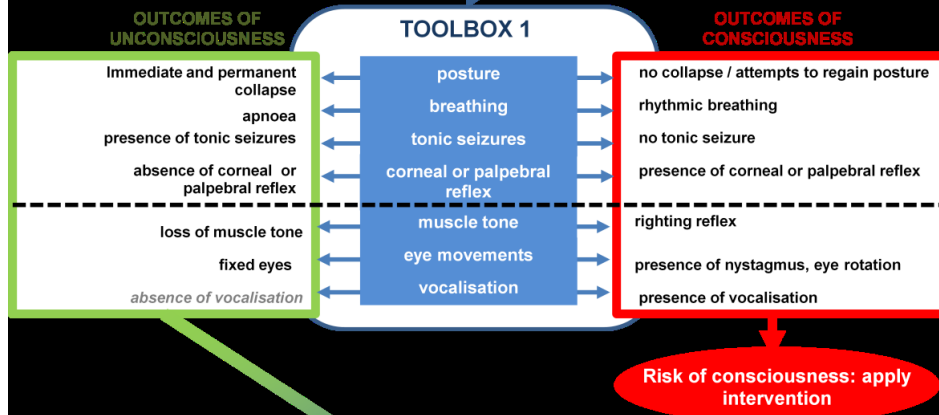 OUTCOMES OF
UNCONSCIOUSNESS
TOOLBOX 1
OUTCOMES OF
CONSCIOUSNESS
Immediate and permanent
collapse
posture
no collapse / attempts to regain posture
apnoea
breathing
rhythmic breathing
presence of tonic seizures
tonic seizures
no tonic seizure
absence of corneal or
palpebral reflex
corneal or palpebral
reflex
presence of corneal or palpebral reflex
loss of muscle tone
muscle tone
righting reflex
fixed eyes
eye movements
presence of nystagmus, eye rotation
absence of vocalisation
vocalisation
presence of vocalisation
Risk of consciousness: apply
intervention